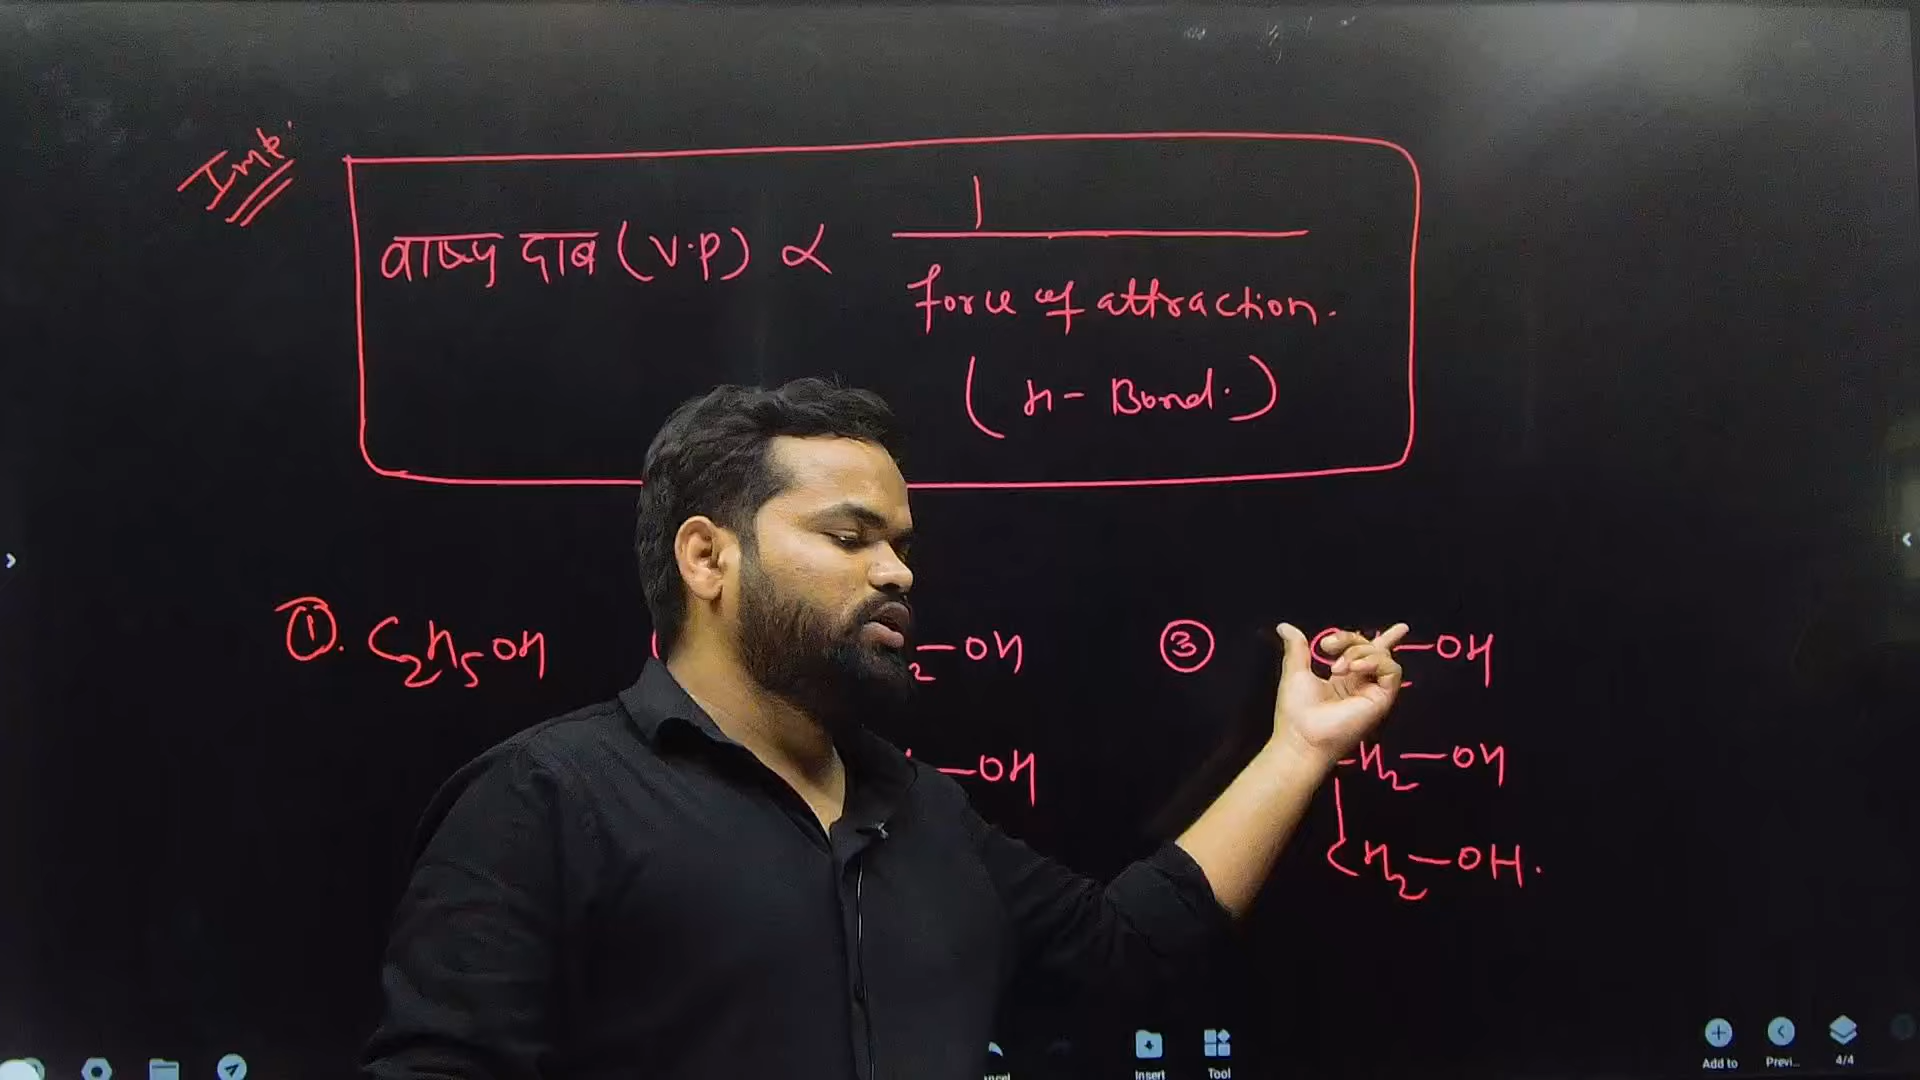 Imp.
1
वाष्प दाब (V.P) ∝
force of attraction.
(H- Bond.)
①. C₂H₅OH
₂-OH
③
-OH
-OH
H₂-OH
CH₂-OH.
Insert
Tool
Add to
Previ...
4/4